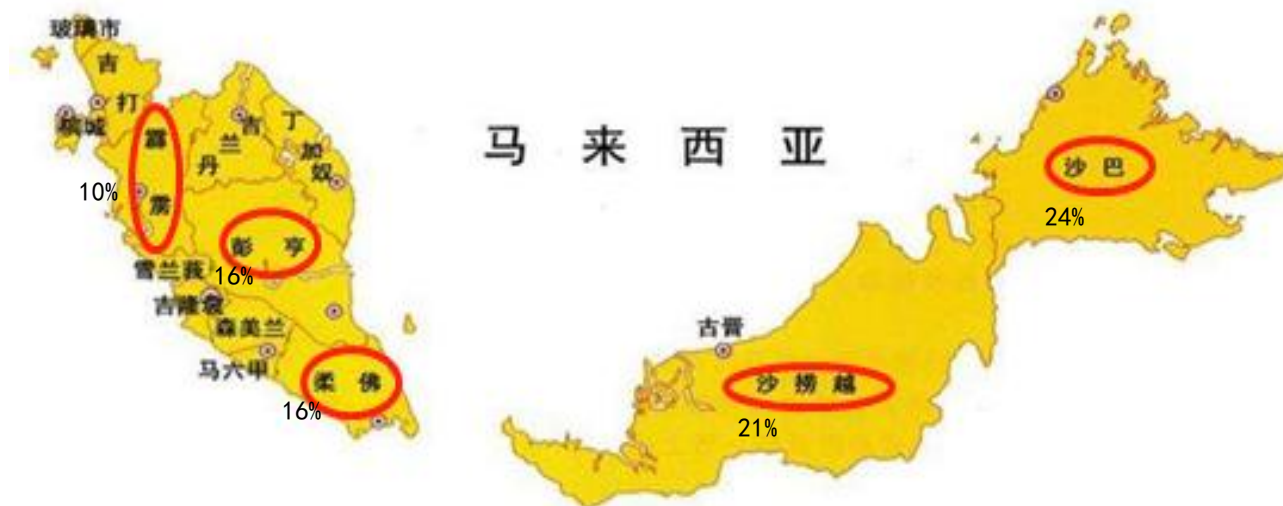 玻璃市
吉打
槟城
霹雳
10%
吉兰丹
丁加奴
彭亨
16%
雪兰莪
吉隆坡
森美兰
马六甲
柔佛
16%
马来西亚
沙巴
24%
古晋
沙捞越
21%